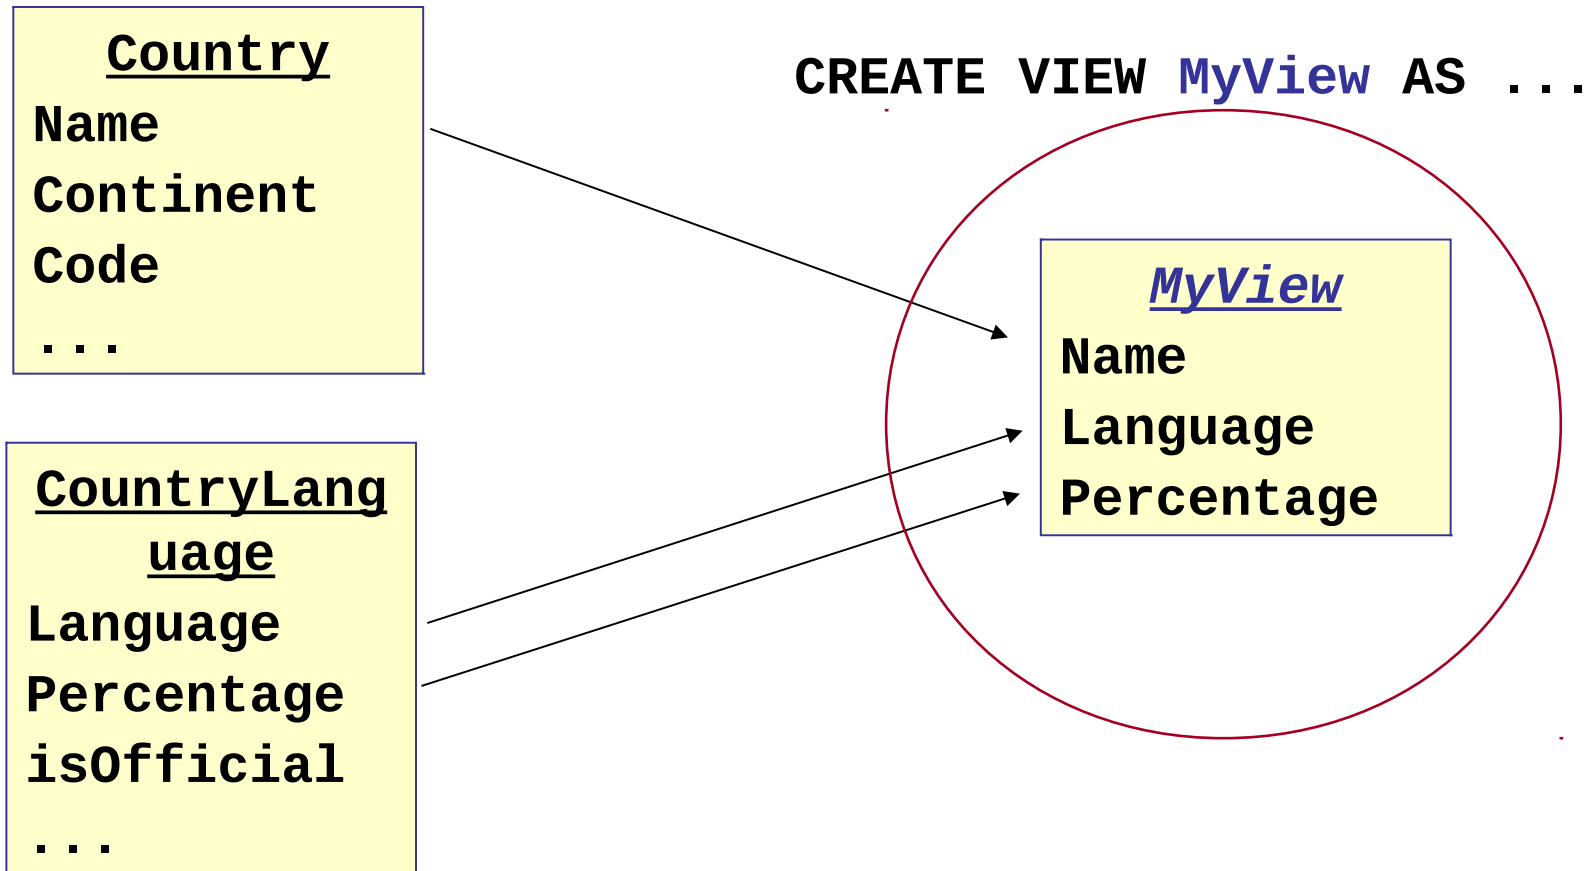 Country
Name
Continent
Code
...
CREATE VIEW MyView AS ...
MyView
Name
Language
Percentage
CountryLang
uage
Language
Percentage
isOfficial
...